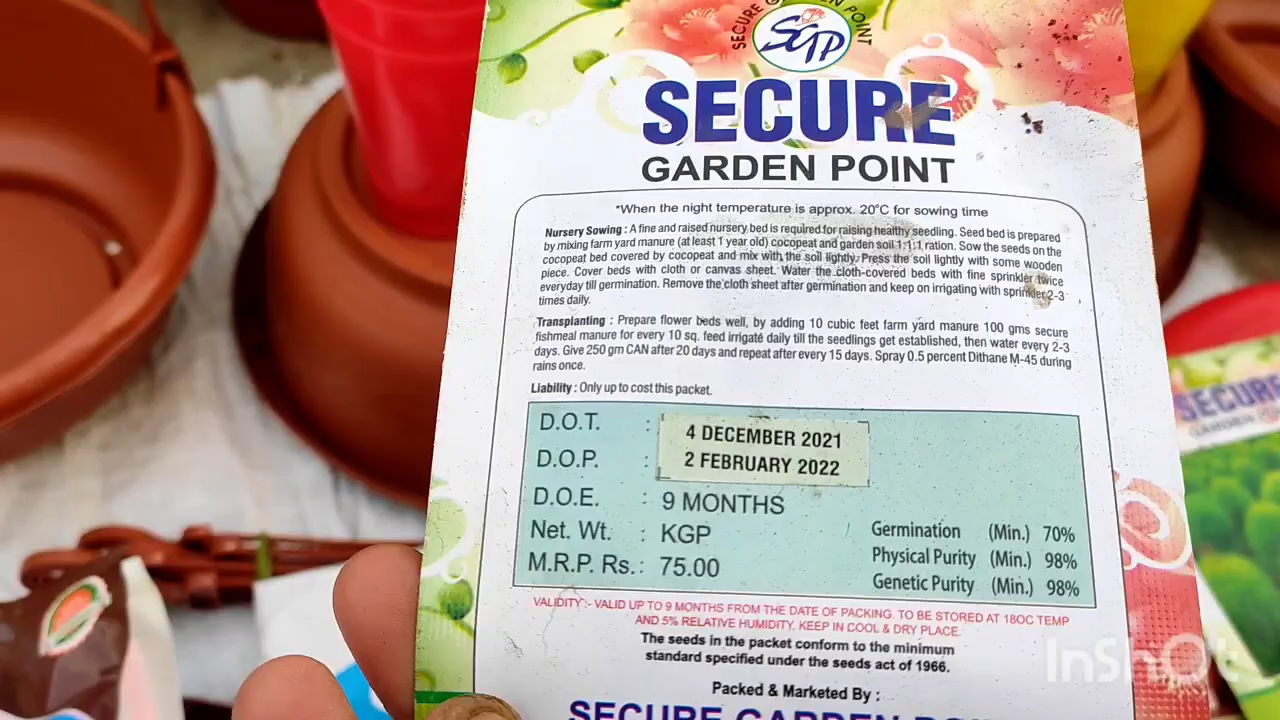 SECURE GARDEN POINT
SGP
SECURE
GARDEN POINT
*When the night temperature is approx. 20°C for sowing time
Nursery Sowing : A fine and raised nursery bed is required for raising healthy seedling. Seed bed is prepared
by mixing farm yard manure (at least 1 year old) cocopeat and garden soil 1:1:1 ration. Sow the seeds on the
cocopeat bed covered by cocopeat and mix with the soil lightly. Press the soil lightly with some wooden
piece. Cover beds with cloth or canvas sheet. Water the cloth-covered beds with fine sprinkler twice
everyday till germination. Remove the cloth sheet after germination and keep on irrigating with sprinkler 2-3
times daily.
Transplanting : Prepare flower beds well, by adding 10 cubic feet farm yard manure 100 gms secure
fishmeal manure for every 10 sq. feed irrigate daily till the seedlings get established, then water every 2-3
days. Give 250 gm CAN after 20 days and repeat after every 15 days. Spray 0.5 percent Dithane M-45 during
rains once.
Liability : Only up to cost this packet.
D.O.T. : 4 DECEMBER 2021
D.O.P. : 2 FEBRUARY 2022
D.O.E. : 9 MONTHS
Net. Wt. : KGP
M.R.P. Rs.: 75.00
Germination (Min.) 70%
Physical Purity (Min.) 98%
Genetic Purity (Min.) 98%
VALIDITY:- VALID UP TO 9 MONTHS FROM THE DATE OF PACKING. TO BE STORED AT 18OC TEMP
AND 5% RELATIVE HUMIDITY. KEEP IN COOL & DRY PLACE.
The seeds in the packet conform to the minimum
standard specified under the seeds act of 1966.
Packed & Marketed By :
SECURE GARDEN
SECURE
GARDEN
InShOt